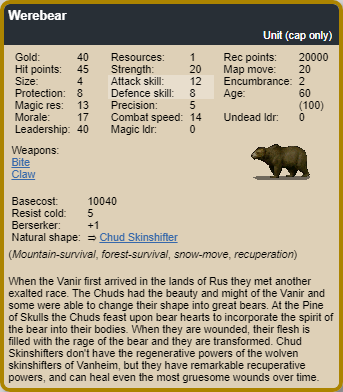 Werebear
Unit (cap only)
Gold: 40 Resources: 1 Rec points: 20000
Hit points: 45 Strength: 20 Map move: 20
Size: 4 Attack skill: 12 Encumbrance: 2
Protection: 8 Defence skill: 8 Age: 60
Magic res: 13 Precision: 5 (100)
Morale: 17 Combat speed: 14 Undead ldr: 0
Leadership: 40 Magic ldr: 0
Weapons:
Bite
Claw
Basecost: 10040
Resist cold: 5
Berserker: +1
Natural shape: ⇒ Chud Skinshifter
(Mountain-survival, forest-survival, snow-move, recuperation)
When the Vanir first arrived in the lands of Rus they met another
exalted race. The Chuds had the beauty and might of the Vanir and
some were able to change their shape into great bears. At the Pine
of Skulls the Chuds feast upon bear hearts to incorporate the spirit of
the bear into their bodies. When they are wounded, their flesh is
filled with the rage of the bear and they are transformed. Chud
Skinshifters don't have the regenerative powers of the wolven
skinshifters of Vanheim, but they have remarkable recuperative
powers, and can heal even the most gruesome wounds over time.